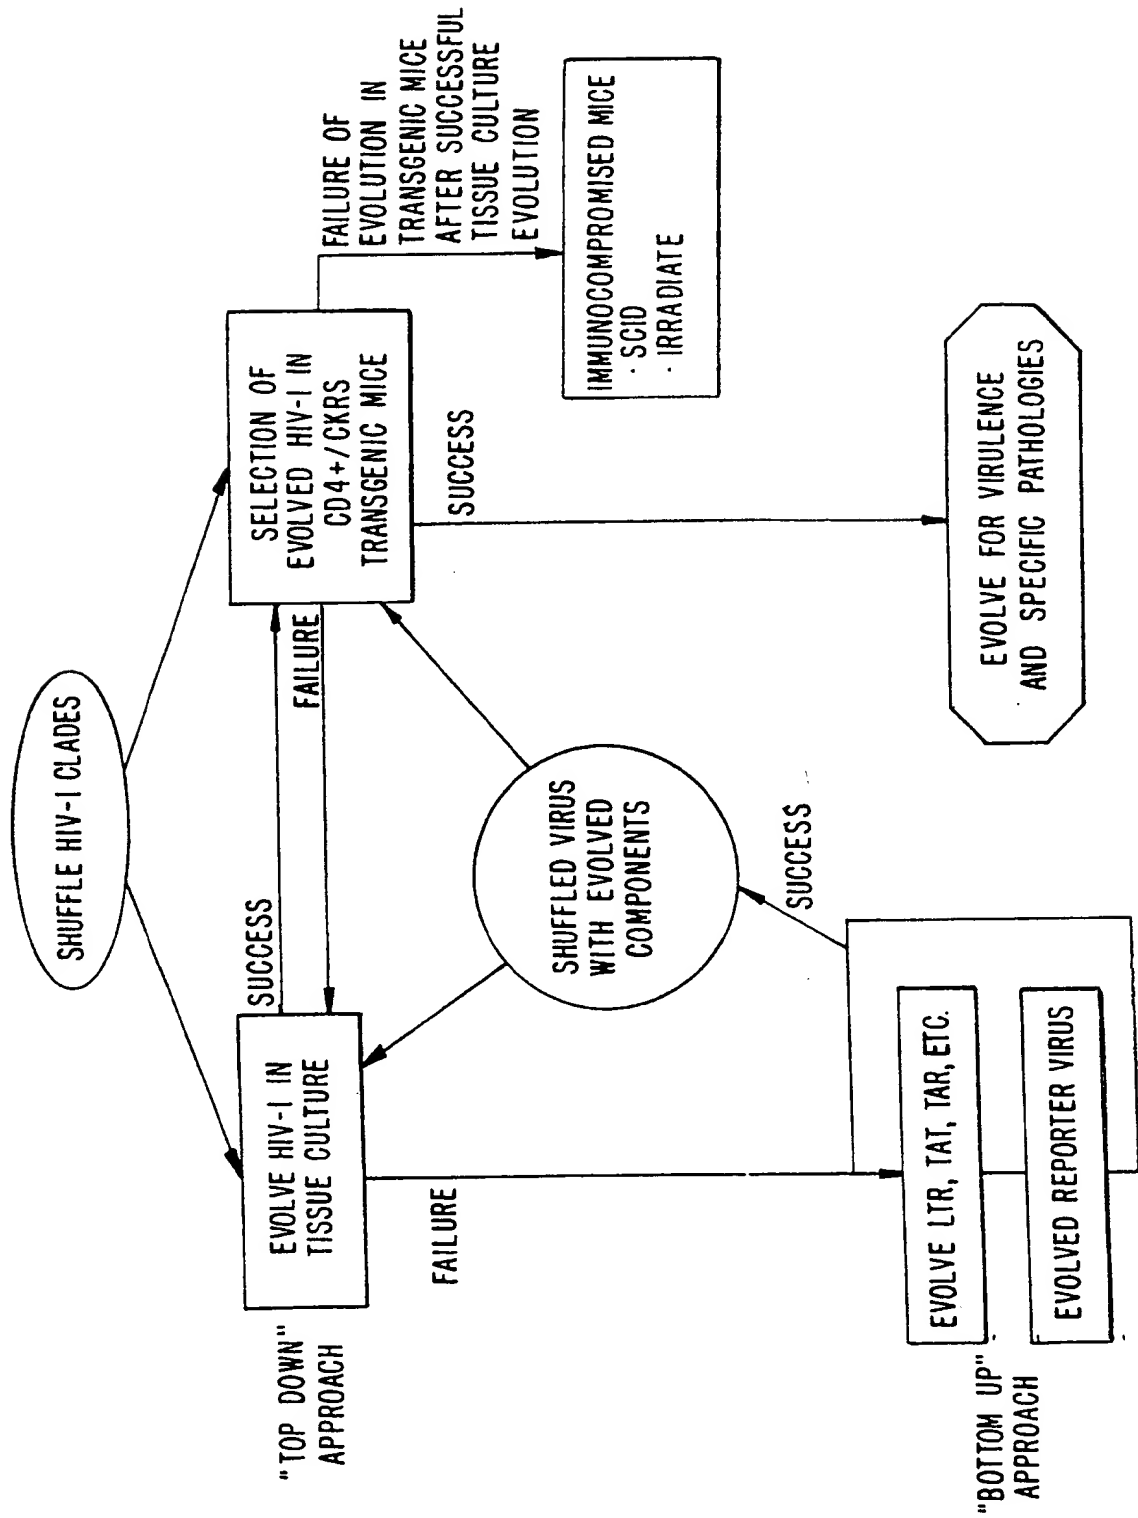 SHUFFLE HIV-1 CLADES
"TOP DOWN"
APPROACH
EVOLVE HIV-1 IN
TISSUE CULTURE
SUCCESS
FAILURE
SELECTION OF
EVOLVED HIV-1 IN
CD4+/CKRS
TRANSGENIC MICE
FAILURE OF
EVOLUTION IN
TRANSGENIC MICE
AFTER SUCCESSFUL
TISSUE CULTURE
EVOLUTION
IMMUNOCOMPROMISED MICE
· SCID
· IRRADIATE
FAILURE
SHUFFLED VIRUS
WITH EVOLVED
COMPONENTS
SUCCESS
SUCCESS
"BOTTOM UP"
APPROACH
EVOLVE LTR, TAT, TAR, ETC.
EVOLVED REPORTER VIRUS
EVOLVE FOR VIRULENCE
AND SPECIFIC PATHOLOGIES